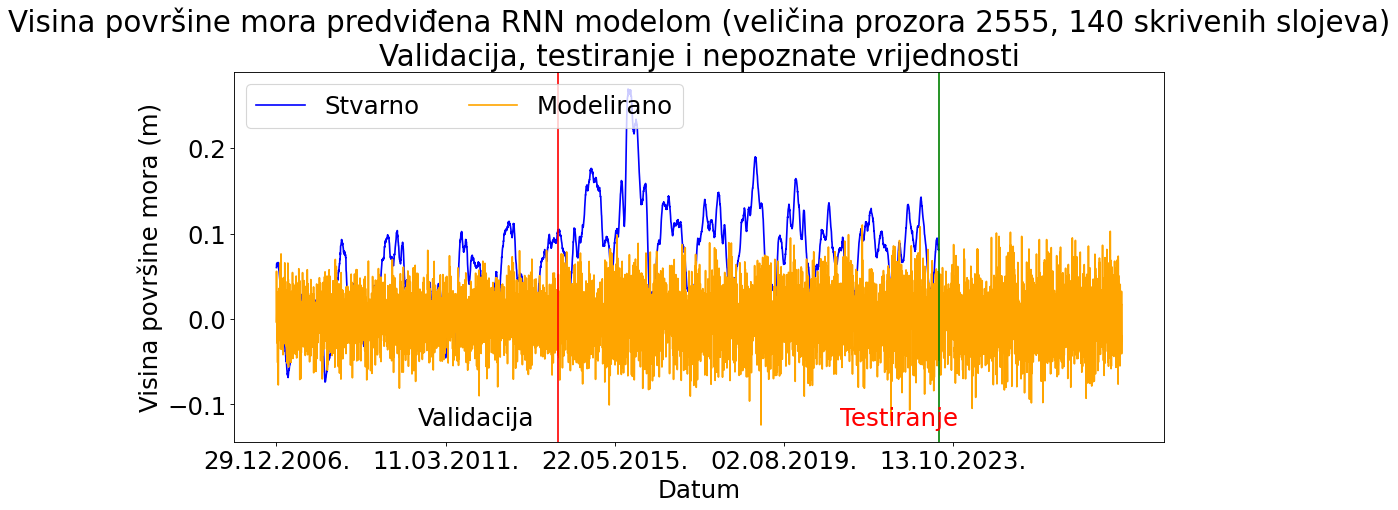 Visina površine mora predviđena RNN modelom (veličina prozora 2555, 140 skrivenih slojeva)
Validacija, testiranje i nepoznate vrijednosti
Stvarno
Modelirano
Visina površine mora (m)
0.2
0.1
0.0
−0.1
Validacija
Testiranje
29.12.2006.
11.03.2011.
22.05.2015.
02.08.2019.
13.10.2023.
Datum